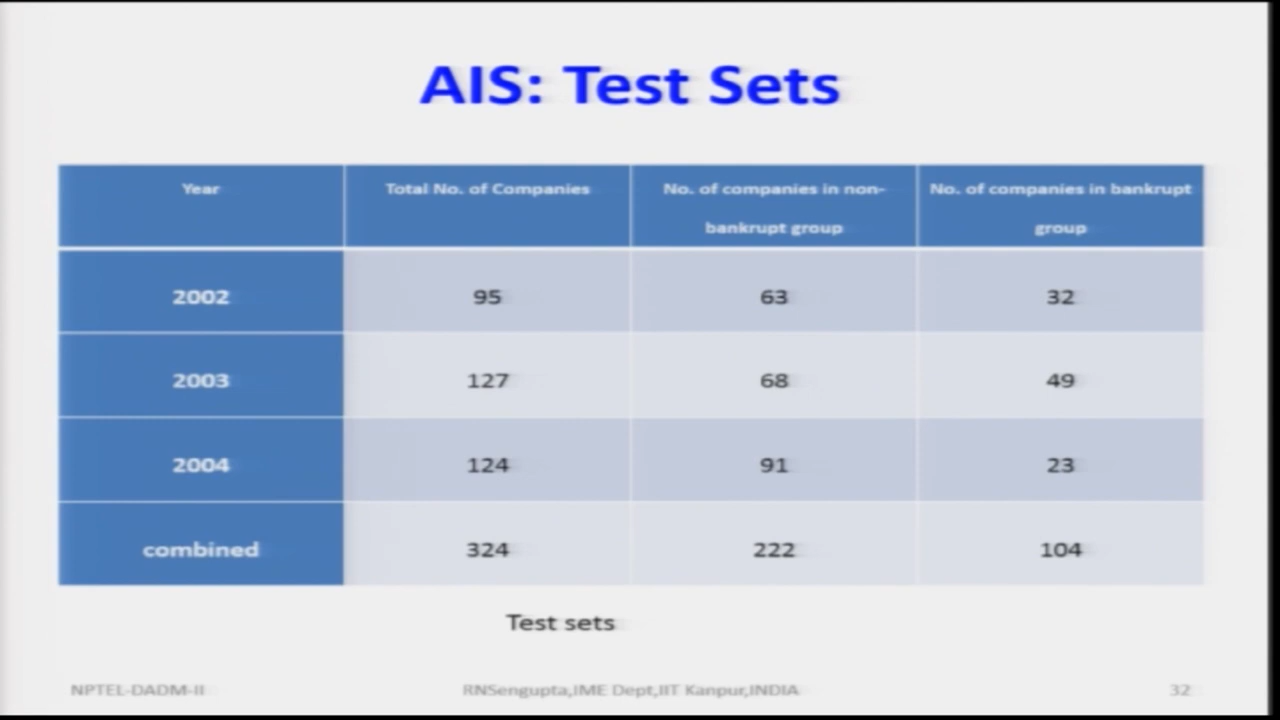 AIS: Test Sets
Year Total No. of Companies No. of companies in non- No. of companies in bankrupt
bankrupt group group
2002 95 63 32
2003 127 68 49
2004 124 91 23
combined 324 222 104
Test sets
NPTEL-DADM-II RNSengupta,IME Dept,IIT Kanpur,INDIA 32